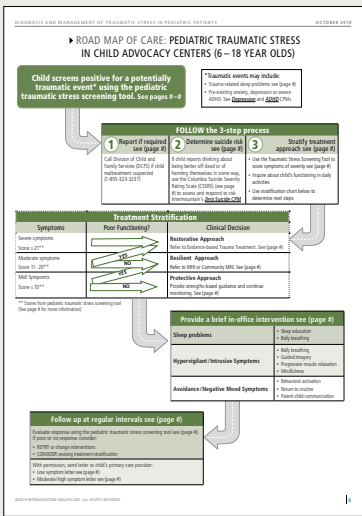 DIAGNOSIS AND MANAGEMENT OF TRAUMATIC STRESS IN PEDIATRIC PATIENTS
OCTOBER 2019
ROAD MAP OF CARE: PEDIATRIC TRAUMATIC STRESS
IN CHILD ADVOCACY CENTERS (6 – 18 YEAR OLDS)
Child screens positive for a potentially
traumatic event* using the pediatric
traumatic stress screening tool. See pages #–#
*Traumatic events may include:
• Trauma-related sleep problems see (page #)
• Pre-existing anxiety, depression or severe
ADHD. See Depression and ADHD CPMs
FOLLOW the 3-step process
1 Report if required
see (page #)
Call Division of Child and
Family Services (DCFS) if child
maltreatment suspected
(1-855-323-3237)
2 Determine suicide risk
see (page #)
If child reports thinking about
being better off dead or of
harming themselves in some way,
use the Columbia Suicide Severity
Rating Scale (CSSRS) (see page
#) to assess and respond to risk
Intermountain's Zero Suicide CPM
3 Stratify treatment
approach see (page #)
• Use the Traumatic Stress Screening Tool to
score symptoms of severity see (page #)
• Inquire about child's functioning in daily
activities
• Use stratification chart below to
determine next steps
Treatment Stratification
Symptoms
Poor Functioning?
Clinical Decision
Severe symptoms
Score ≥ 21**
Restorative Approach
Refer to Evidence-based Trauma Treatment. See (page #)
Moderate symptoms
Score 11 - 20**
YES
NO
Resilient Approach
Refer to MHI or Community MHI. See (page #)
Mild Symptoms
Score ≤ 10**
YES
NO
Protective Approach
Provide strengths-based guidance and continue
monitoring. See (page #)
** Scores from pediatric traumatic stress screening tool
(See page # for more information)
Provide a brief in-office intervention see (page #)
Sleep problems
• Sleep education
• Belly breathing
Hypervigilant/Intrusive Symptoms
• Belly breathing
• Guided imagery
• Progressive muscle relaxation
• Mindfulness
Avoidance/Negative Mood Symptoms
• Behavioral activation
• Return to routine
• Parent-child communication
Follow up at regular intervals see (page #)
Evaluate response using the pediatric traumatic stress screening tool see (page #).
If poor or no response consider:
• RETRY or change interventions
• CONSIDER revising treatment stratification
With permission, send letter to child's primary care provider:
• Low symptom letter see (page #)
• Moderate/high symptom letter see (page #)
©2019 INTERMOUNTAIN HEALTHCARE. ALL RIGHTS RESERVED.